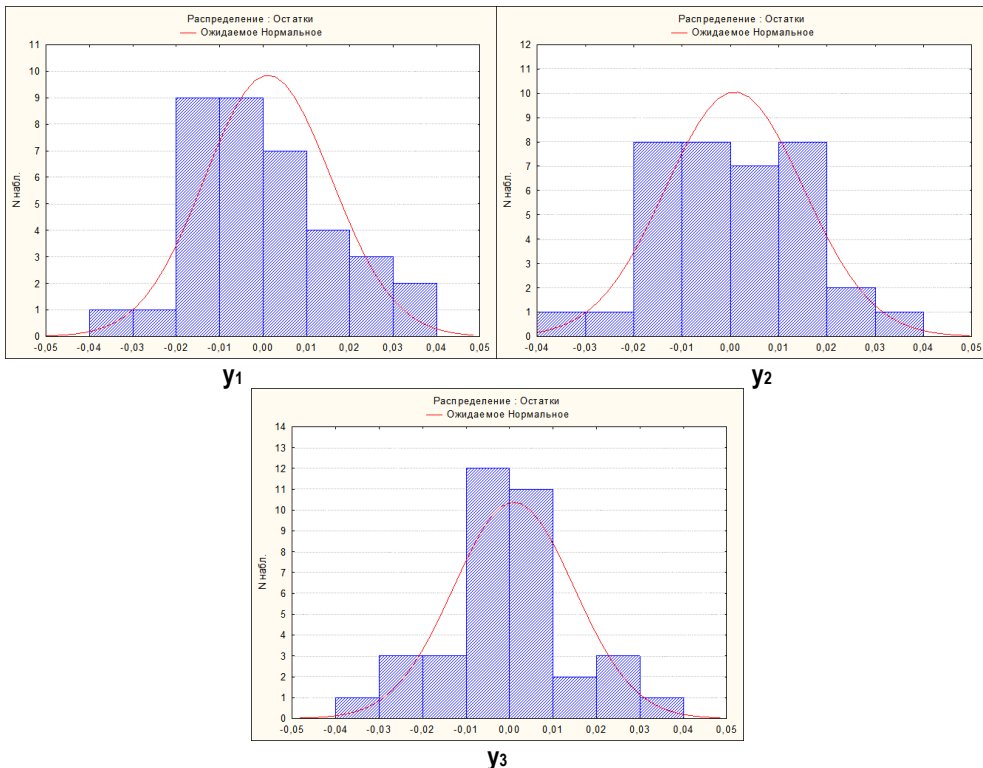 Распределение : Остатки
Ожидаемое Нормальное
11
10
9
8
7
6
5
4
3
2
1
0
N набл.
-0,05 -0,04 -0,03 -0,02 -0,01 0,00 0,01 0,02 0,03 0,04 0,05
y1
Распределение : Остатки
Ожидаемое Нормальное
12
11
10
9
8
7
6
5
4
3
2
1
0
N набл.
-0,04 -0,03 -0,02 -0,01 0,00 0,01 0,02 0,03 0,04 0,05
y2
Распределение : Остатки
Ожидаемое Нормальное
14
13
12
11
10
9
8
7
6
5
4
3
2
1
0
N набл.
-0,05 -0,04 -0,03 -0,02 -0,01 0,00 0,01 0,02 0,03 0,04 0,05
y3